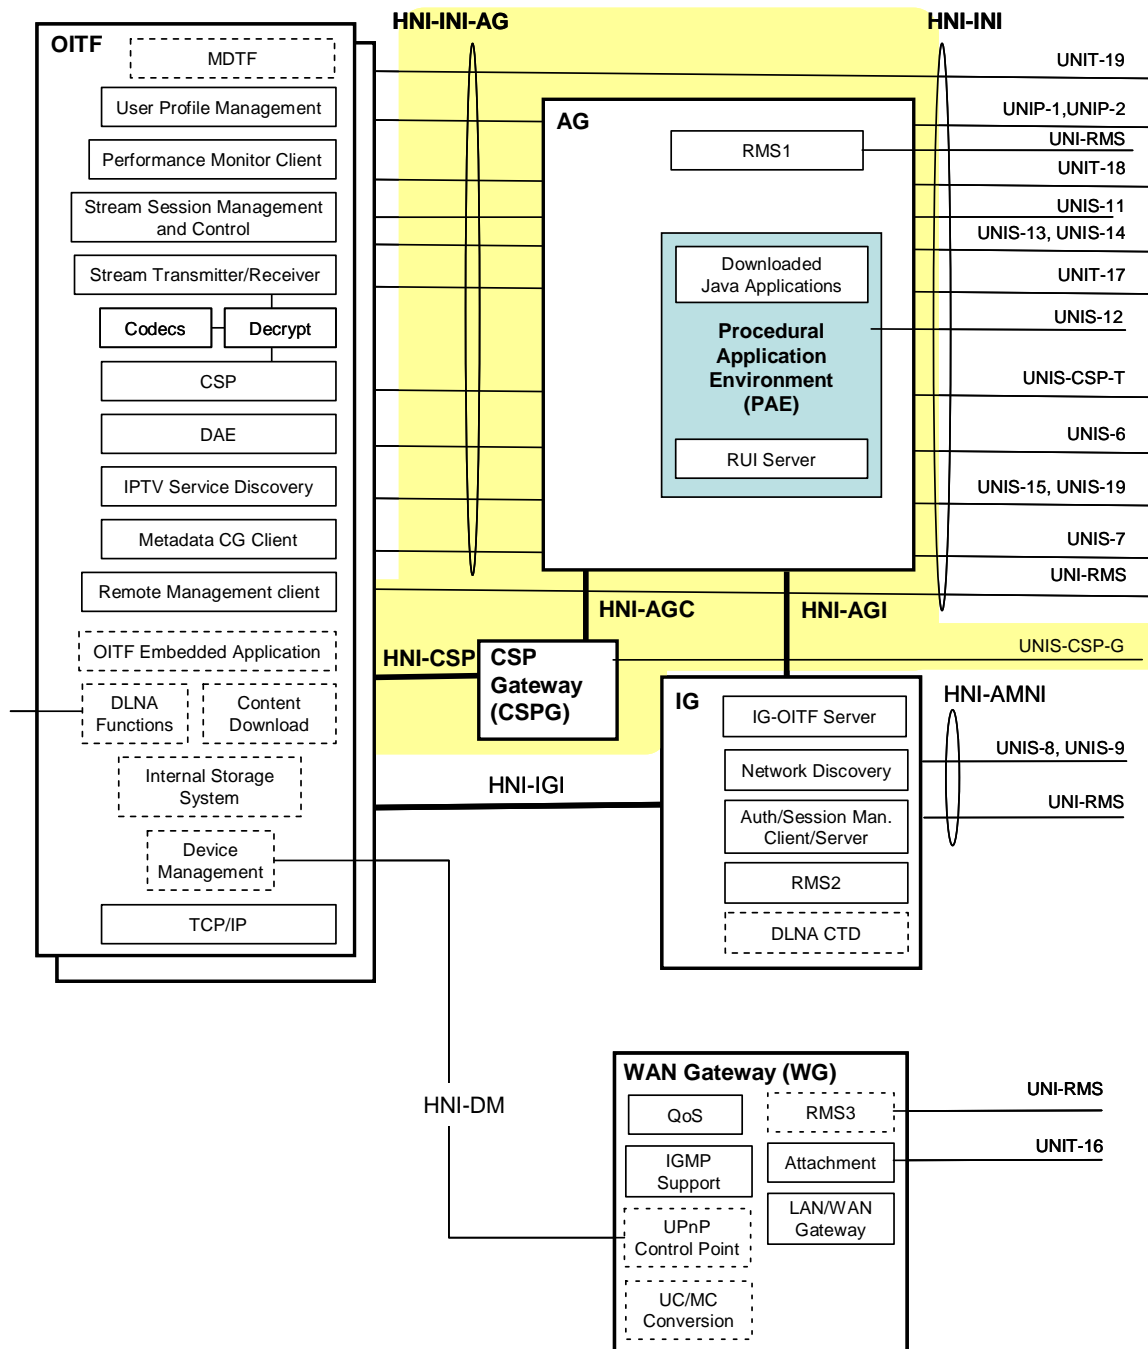 HNI-INI-AG
HNI-INI
OITF
MDTF
User Profile Management
Performance Monitor Client
Stream Session Management
and Control
Stream Transmitter/Receiver
Codecs
Decrypt
CSP
DAE
IPTV Service Discovery
Metadata CG Client
Remote Management client
OITF Embedded Application
DLNA
Functions
Content
Download
Internal Storage
System
Device
Management
TCP/IP
AG
RMS1
Downloaded
Java Applications
Procedural
Application
Environment
(PAE)
RUI Server
UNIT-19
UNIP-1,UNIP-2
UNI-RMS
UNIT-18
UNIS-11
UNIS-13, UNIS-14
UNIT-17
UNIS-12
UNIS-CSP-T
UNIS-6
UNIS-15, UNIS-19
UNIS-7
UNI-RMS
HNI-AGC
HNI-AGI
HNI-CSP
CSP
Gateway
(CSPG)
UNIS-CSP-G
IG
IG-OITF Server
Network Discovery
Auth/Session Man.
Client/Server
RMS2
DLNA CTD
HNI-AMNI
UNIS-8, UNIS-9
UNI-RMS
HNI-IGI
HNI-DM
WAN Gateway (WG)
QoS
RMS3
IGMP
Support
Attachment
UPnP
Control Point
LAN/WAN
Gateway
UC/MC
Conversion
UNI-RMS
UNIT-16